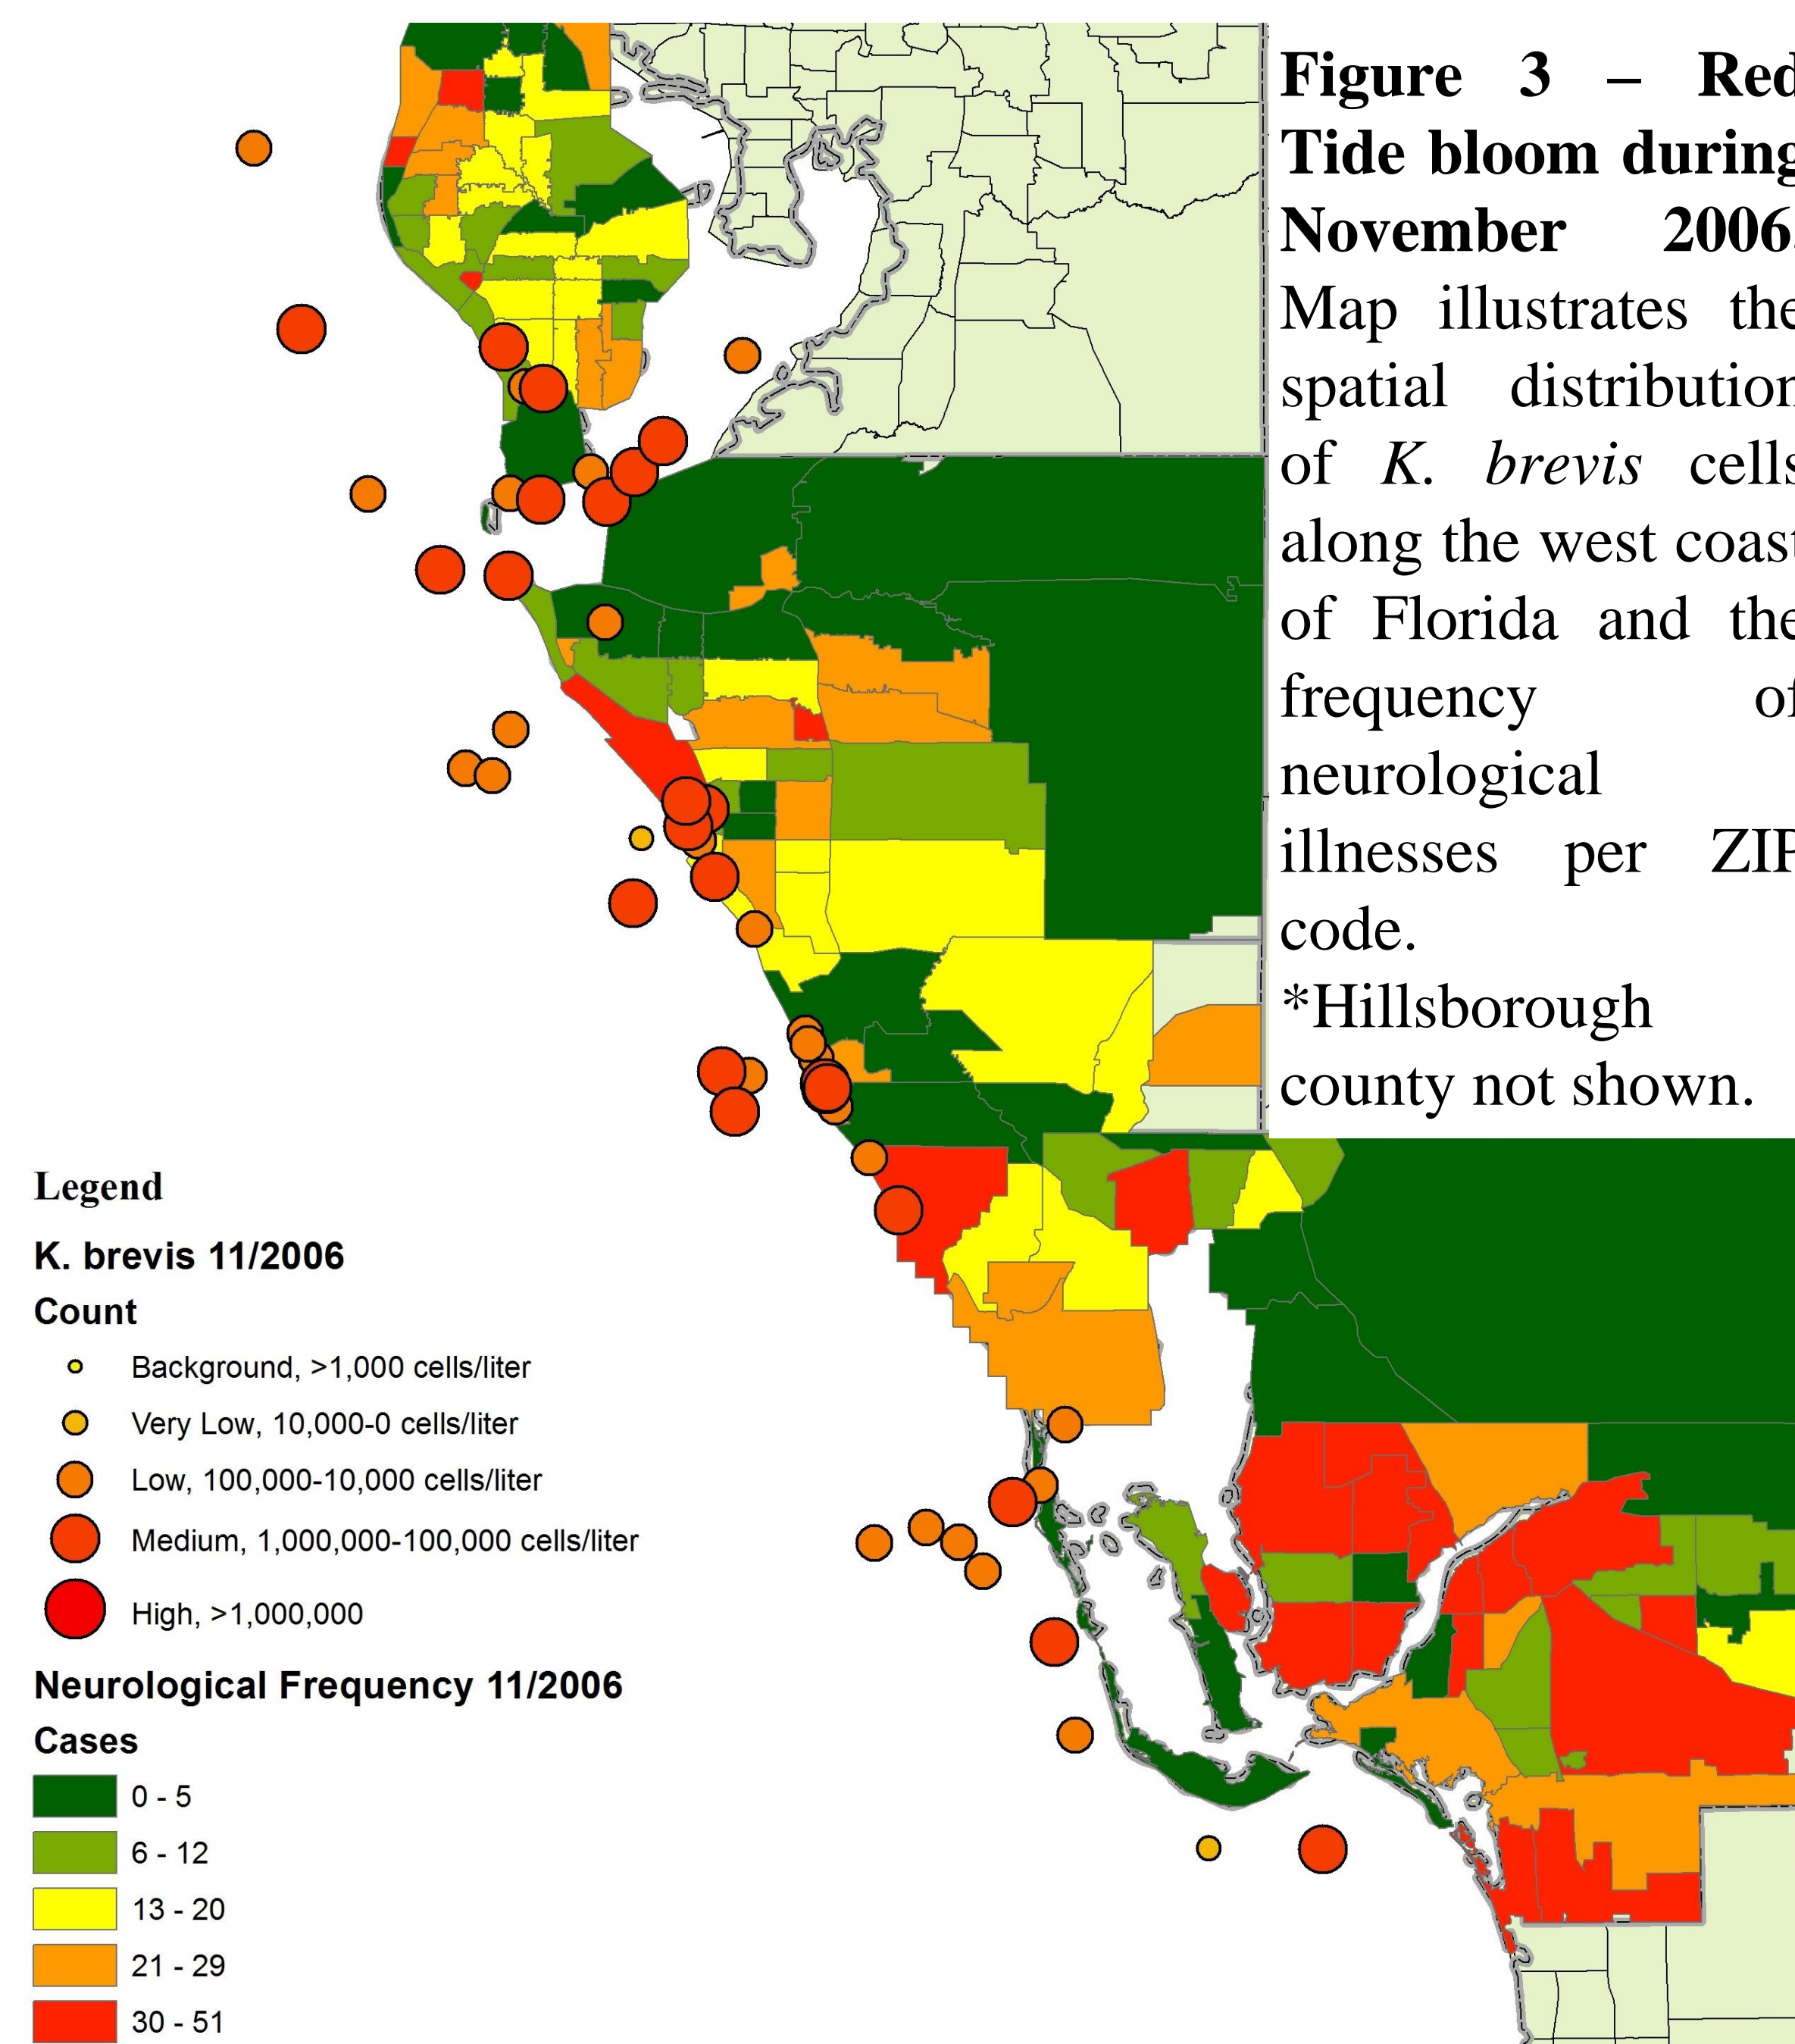 Figure 3 – Red
Tide bloom during
November 2006.
Map illustrates the
spatial distribution
of K. brevis cells
along the west coast
of Florida and the
frequency of
neurological
illnesses per ZIP
code.
*Hillsborough
county not shown.
Legend
K. brevis 11/2006
Count
Background, >1,000 cells/liter
Very Low, 10,000-0 cells/liter
Low, 100,000-10,000 cells/liter
Medium, 1,000,000-100,000 cells/liter
High, >1,000,000
Neurological Frequency 11/2006
Cases
0 - 5
6 - 12
13 - 20
21 - 29
30 - 51